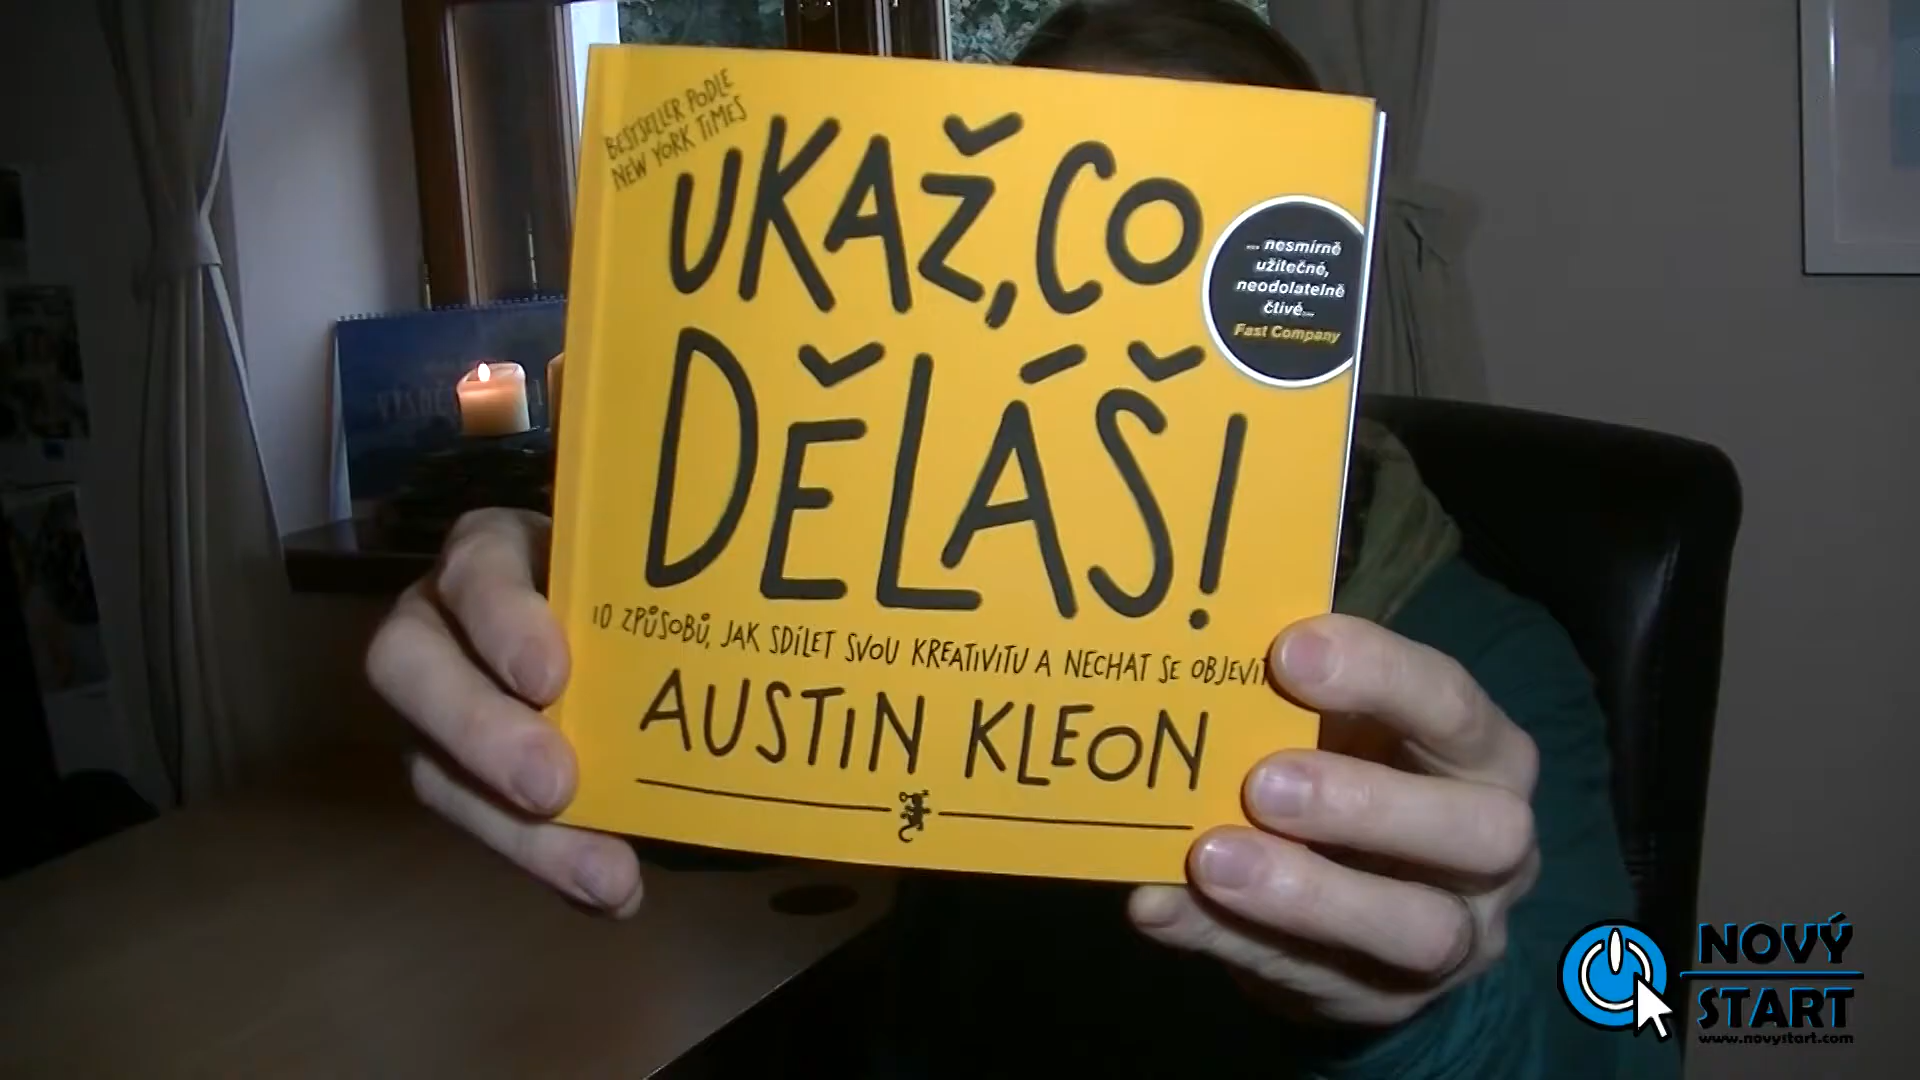 BESTSELLER PODLE
NEW YORK TIMES
UKAŽ, CO
DĚLÁŠ!
... nesmírně
užitečné,
neodolatelně
čtivé...
Fast Company
10 ZPŮSOBŮ, JAK SDÍLET SVOU KREATIVITU A NECHAT SE OBJEVIT
AUSTIN KLEON
NOVÝ
START
www.novystart.com